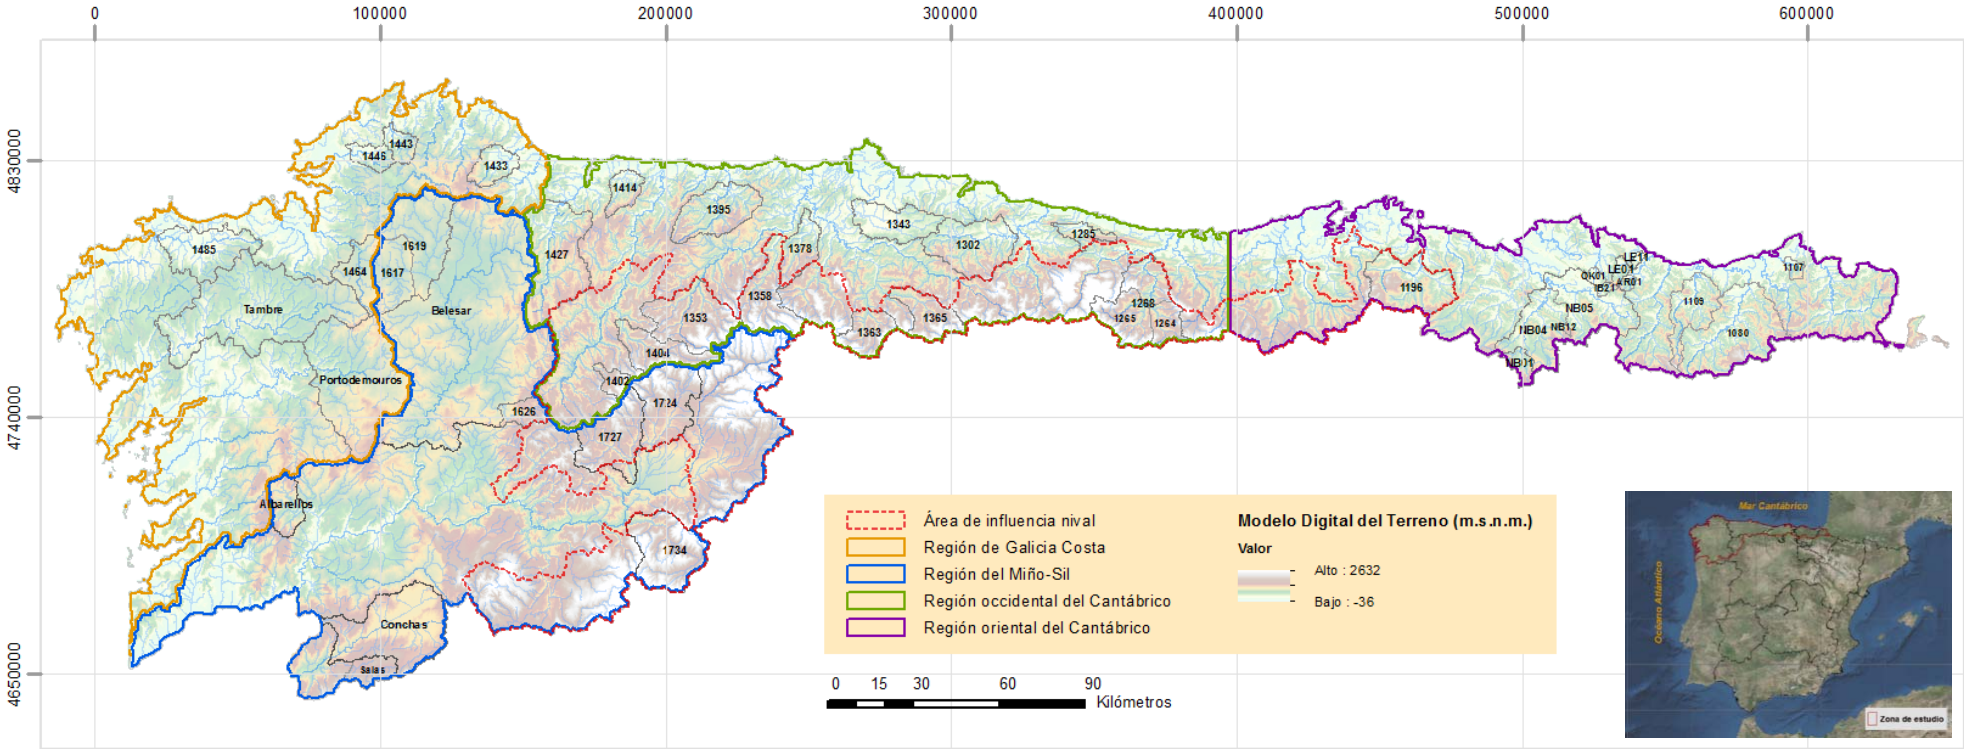 0 100000 200000 300000 400000 500000 600000
4830000
4740000
4650000
1443
1446
1433
1414
1395
1485
1619
1464
1617
1427
1378
1343
1302
1285
Tambre
Belesar
1358
1353
1363
1365
1268
1265
1264
1196
1404
1402
Portodemouros
1626
1724
1727
Albarellos
1734
Conchas
Salas
LE11
LE01
OK01
IB21
AR01
NB05
NB04
NB12
NB01
1107
1109
1080
Área de influencia nival
Región de Galicia Costa
Región del Miño-Sil
Región occidental del Cantábrico
Región oriental del Cantábrico
Modelo Digital del Terreno (m.s.n.m.)
Valor
Alto : 2632
Bajo : -36
0 15 30 60 90
Kilómetros
Mar Cantábrico
Océano Atlántico
Zona de estudio